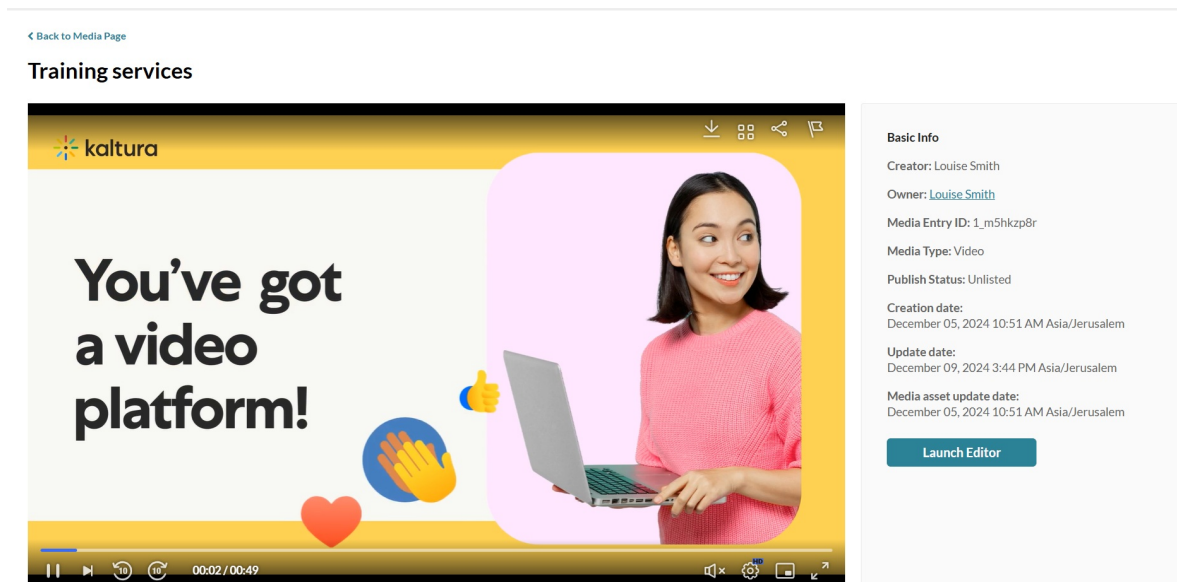 Back to Media Page
Training services
kaltura
You've got
a video
platform!
10 10 00:02 / 00:49 HD
Basic Info
Creator: Louise Smith
Owner: Louise Smith
Media Entry ID: 1_m5hkzp8r
Media Type: Video
Publish Status: Unlisted
Creation date:
December 05, 2024 10:51 AM Asia/Jerusalem
Update date:
December 09, 2024 3:44 PM Asia/Jerusalem
Media asset update date:
December 05, 2024 10:51 AM Asia/Jerusalem
Launch Editor